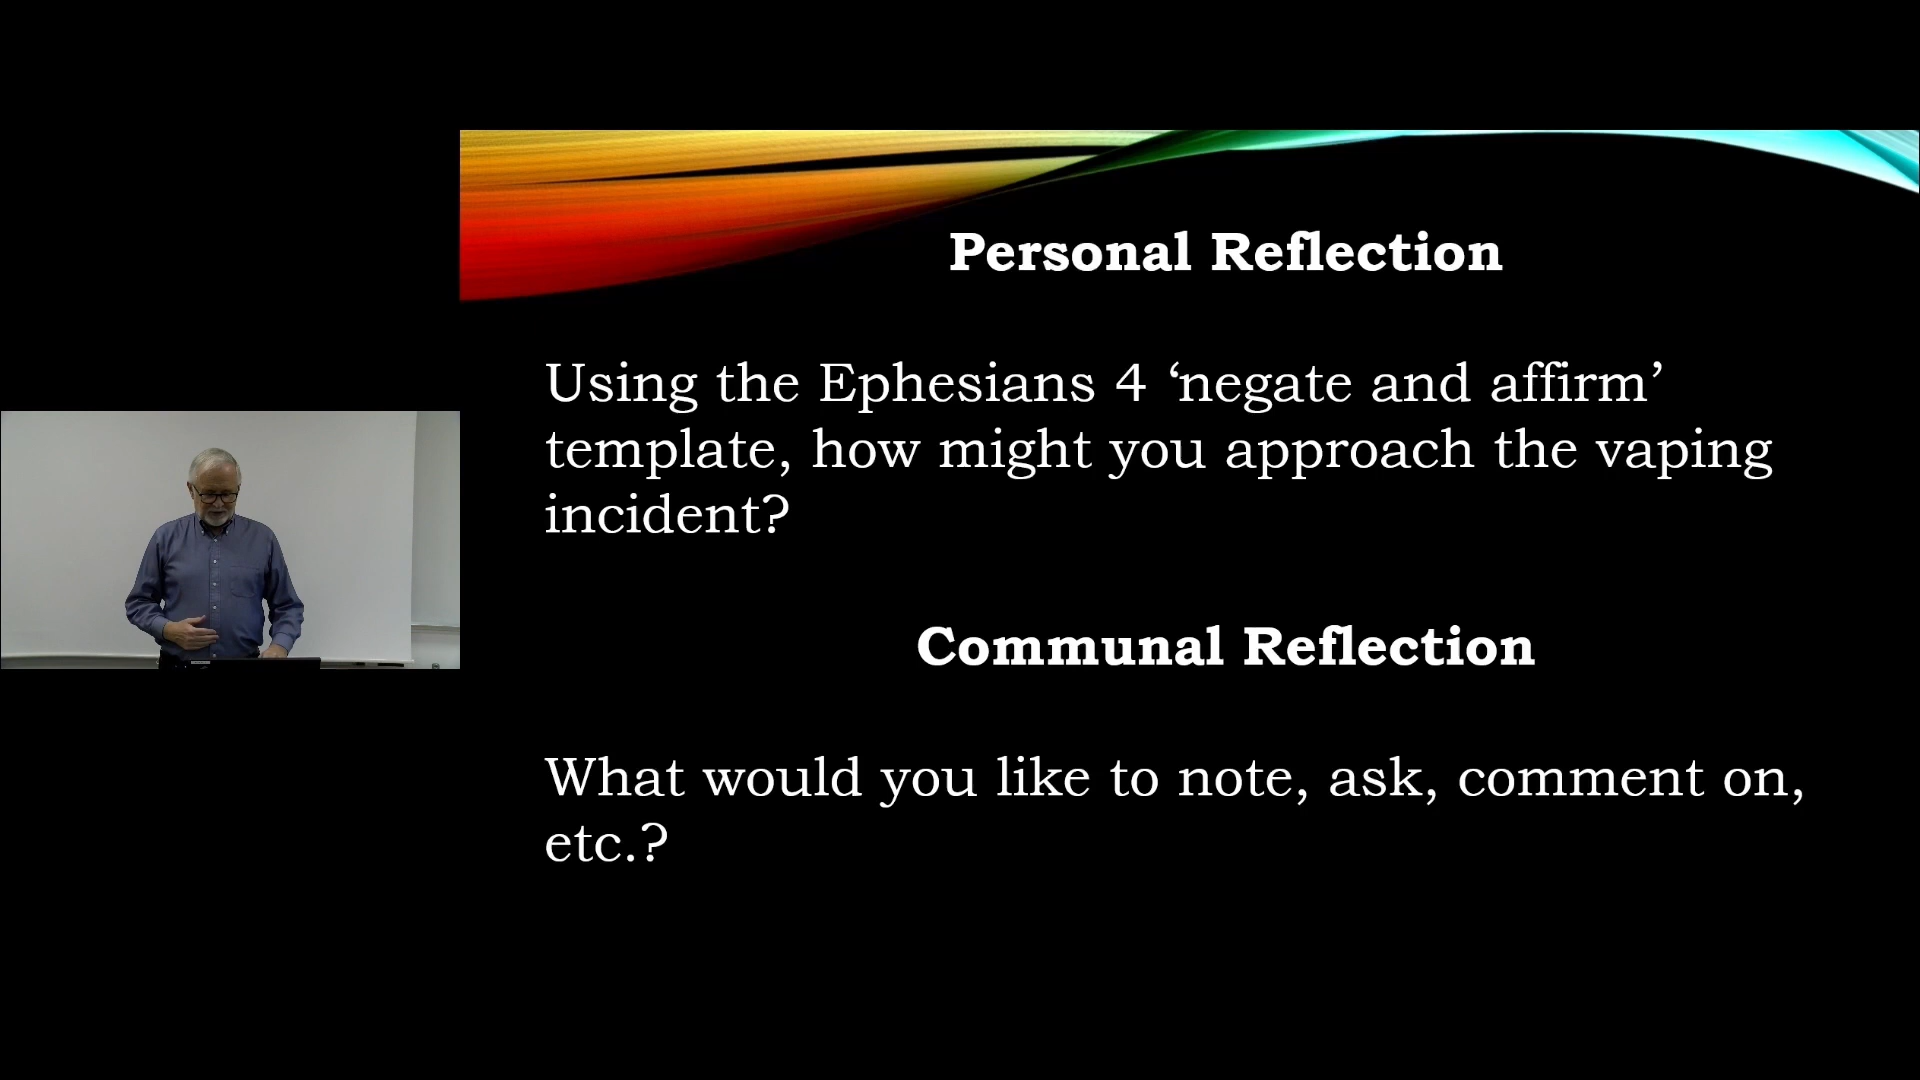 Personal Reflection
Using the Ephesians 4 ‘negate and affirm’
template, how might you approach the vaping
incident?
Communal Reflection
What would you like to note, ask, comment on,
etc.?